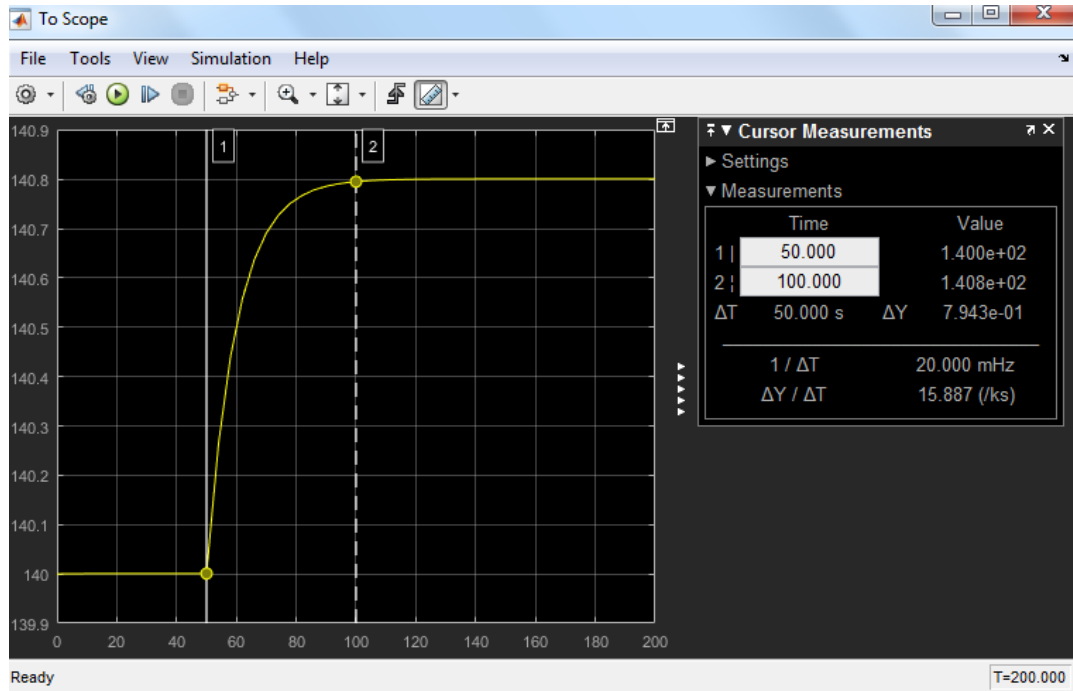 To Scope
File Tools View Simulation Help
140.9
140.8
140.7
140.6
140.5
140.4
140.3
140.2
140.1
140
139.9
1
2
0 20 40 60 80 100 120 140 160 180 200
Cursor Measurements
Settings
Measurements
Time Value
1 | 50.000 1.400e+02
2 ¦ 100.000 1.408e+02
ΔT 50.000 s ΔY 7.943e-01
1 / ΔT 20.000 mHz
ΔY / ΔT 15.887 (/ks)
Ready T=200.000